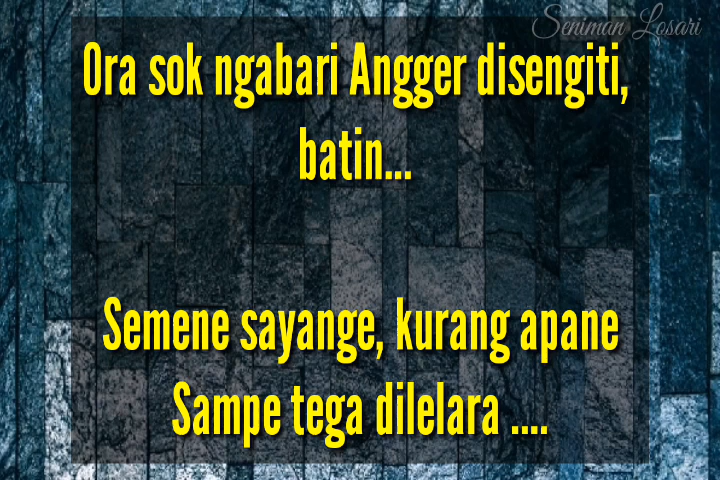 Seniman Losari
Ora sok ngabari Angger disengiti,
batin...
Semene sayange, kurang apane
Sampe tega dilelara ....